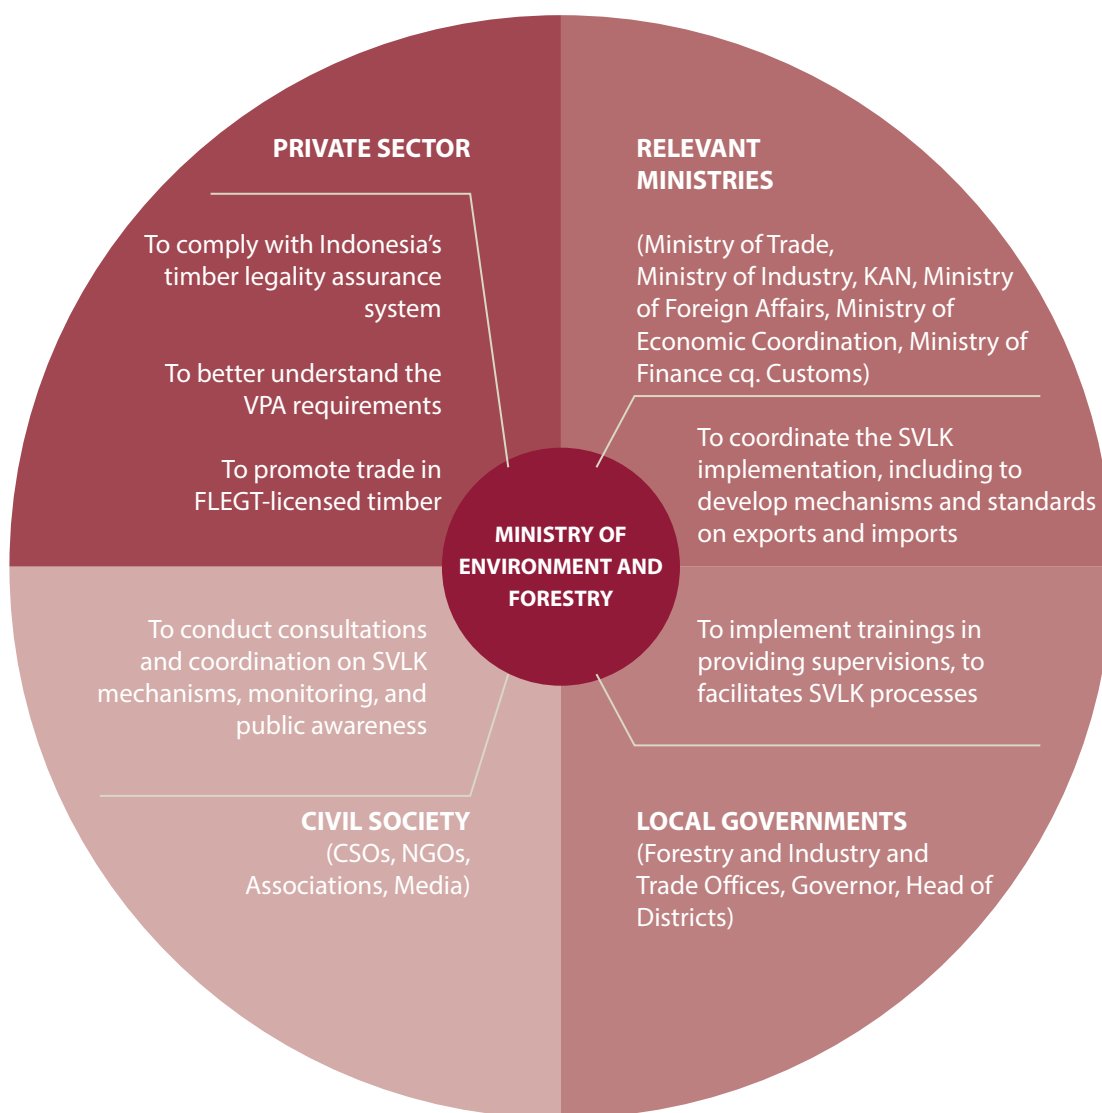 PRIVATE SECTOR
To comply with Indonesia’s
timber legality assurance
system
To better understand the
VPA requirements
To promote trade in
FLEGT-licensed timber
RELEVANT
MINISTRIES
(Ministry of Trade,
Ministry of Industry, KAN, Ministry
of Foreign Affairs, Ministry of
Economic Coordination, Ministry of
Finance cq. Customs)
To coordinate the SVLK
implementation, including to
develop mechanisms and standards
on exports and imports
MINISTRY OF
ENVIRONMENT AND
FORESTRY
To conduct consultations
and coordination on SVLK
mechanisms, monitoring, and
public awareness
CIVIL SOCIETY
(CSOs, NGOs,
Associations, Media)
To implement trainings in
providing supervisions, to
facilitates SVLK processes
LOCAL GOVERNMENTS
(Forestry and Industry and
Trade Offices, Governor, Head of
Districts)